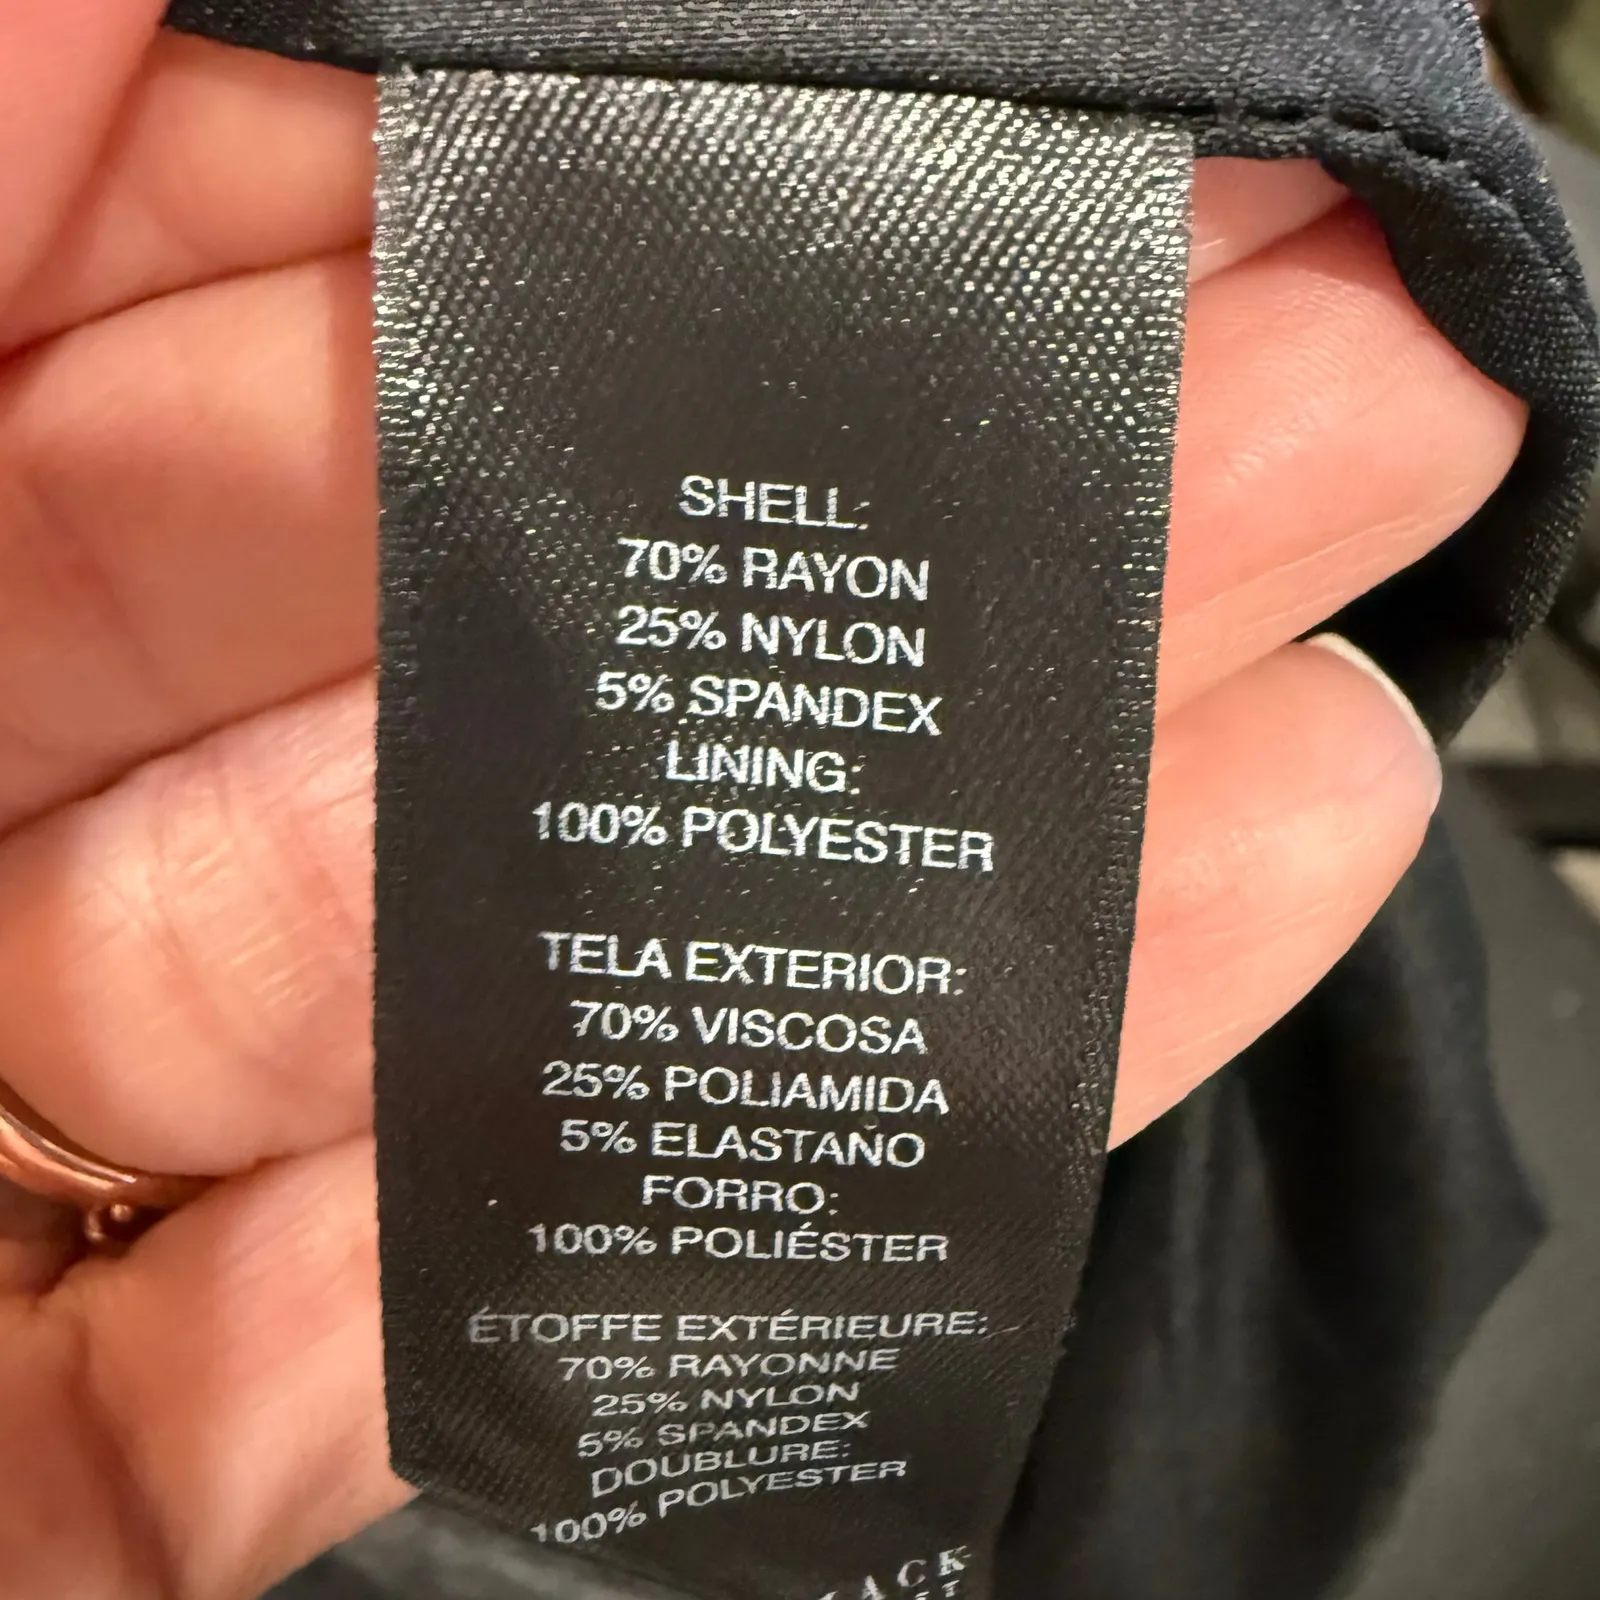 SHELL:
70% RAYON
25% NYLON
5% SPANDEX
LINING:
100% POLYESTER
TELA EXTERIOR:
70% VISCOSA
25% POLIAMIDA
5% ELASTAÑO
FORRO:
100% POLIÉSTER
ÉTOFFE EXTÉRIEURE:
70% RAYONNE
25% NYLON
5% SPANDEX
DOUBLURE:
100% POLYESTER